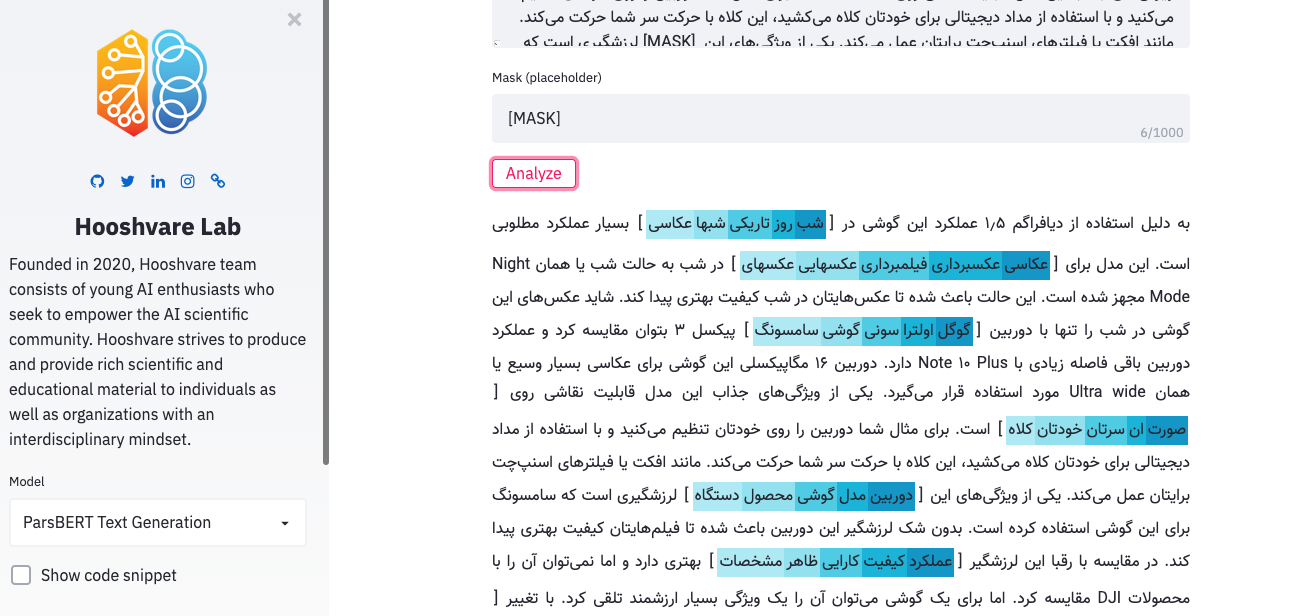 Hooshvare Lab
Founded in 2020, Hooshvare team
consists of young AI enthusiasts who
seek to empower the AI scientific
community. Hooshvare strives to produce
and provide rich scientific and
educational material to individuals as
well as organizations with an
interdisciplinary mindset.
Model
ParsBERT Text Generation
Show code snippet
می‌کنید و با استفاده از مداد دیجیتالی برای خودتان کلاه می‌کشید، این کلاه با حرکت سر شما حرکت می‌کند.
مانند افکت یا فیلترهای اسنپ‌چت برایتان عمل می‌کند. یکی از ویژگی‌های این [MASK] لرزشگیری است که
Mask (placeholder)
[MASK]
6/1000
Analyze
به دلیل استفاده از دیافراگم ۱٫۵ عملکرد این گوشی در [ شب روز تاریکی شبها عکاسی ] بسیار عملکرد مطلوبی
است. این مدل برای [ عکاسی عکسبرداری فیلمبرداری عکسهایی عکسهای ] در شب به حالت شب یا همان Night
Mode مجهز شده است. این حالت باعث شده تا عکس‌هایتان در شب کیفیت بهتری پیدا کند. شاید عکس‌های این
گوشی در شب را تنها با دوربین [ گوگل اولترا سونی گوشی سامسونگ ] پیکسل ۳ بتوان مقایسه کرد و عملکرد
دوربین باقی فاصله زیادی با Note ۱۰ Plus دارد. دوربین ۱۶ مگاپیکسلی این گوشی برای عکاسی بسیار وسیع یا
همان Ultra wide مورد استفاده قرار می‌گیرد. یکی از ویژگی‌های جذاب این مدل قابلیت نقاشی روی [
صورت ان سرتان خودتان کلاه ] است. برای مثال شما دوربین را روی خودتان تنظیم می‌کنید و با استفاده از مداد
دیجیتالی برای خودتان کلاه می‌کشید، این کلاه با حرکت سر شما حرکت می‌کند. مانند افکت یا فیلترهای اسنپ‌چت
برایتان عمل می‌کند. یکی از ویژگی‌های این [ دوربین مدل گوشی محصول دستگاه ] لرزشگیری است که سامسونگ
برای این گوشی استفاده کرده است. بدون شک لرزشگیر این دوربین باعث شده تا فیلم‌هایتان کیفیت بهتری پیدا
کند. در مقایسه با رقبا این لرزشگیر [ عملکرد کیفیت کارایی ظاهر مشخصات ] بهتری دارد و اما نمی‌توان آن را با
محصولات DJI مقایسه کرد. اما برای یک گوشی می‌توان آن را یک ویژگی بسیار ارزشمند تلقی کرد. با تغییر [